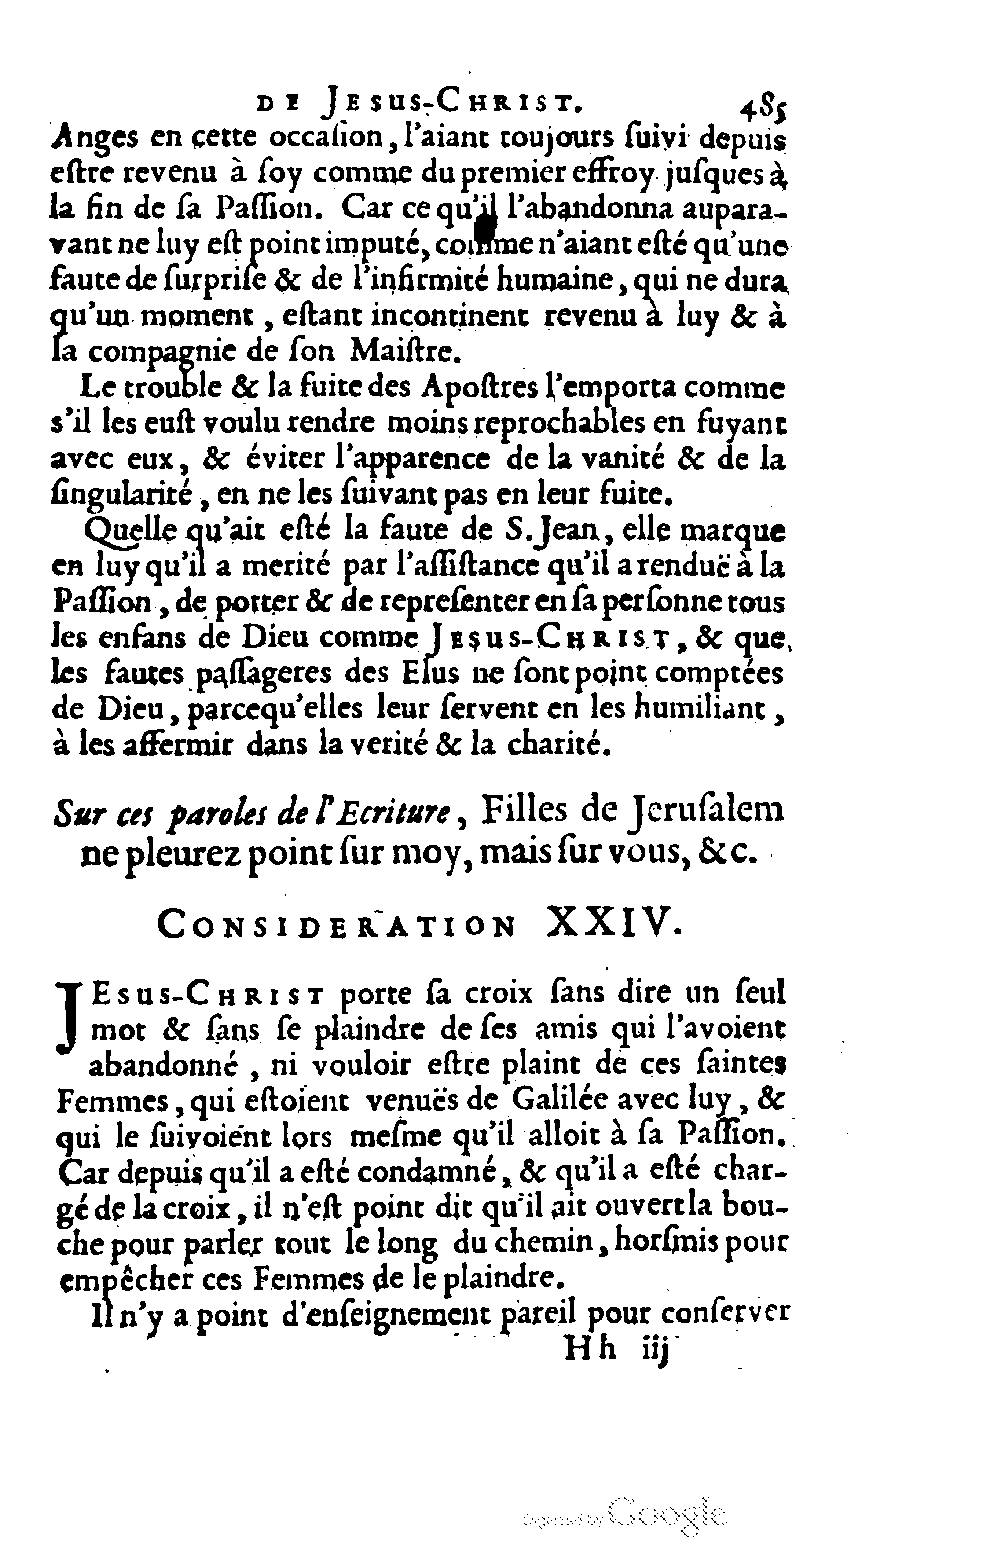 DE JESUS-CHRIST. 485
Anges en cette occaſion, l'aiant toujours ſuivi depuis
eſtre revenu à ſoy comme du premier effroy juſques à
la fin de ſa Paſſion. Car ce qu'il l'abandonna aupara-
vant ne luy eſt point imputé, comme n'aiant eſté qu'une
faute de ſurpriſe & de l'infirmité humaine, qui ne dura
qu'un moment, eſtant incontinent revenu à luy & à
la compagnie de ſon Maiſtre.
Le trouble & la fuite des Apoſtres l'emporta comme
s'il les euſt voulu rendre moins reprochables en fuyant
avec eux, & éviter l'apparence de la vanité & de la
ſingularité, en ne les ſuivant pas en leur fuite.
Quelle qu'ait eſté la faute de S. Jean, elle marque
en luy qu'il a merité par l'aſſiſtance qu'il a renduë à la
Paſſion, de porter & de repreſenter en ſa perſonne tous
les enfans de Dieu comme JESUS-CHRIST, & que
les fautes paſſageres des Elus ne ſont point comptées
de Dieu, parcequ'elles leur ſervent en les humiliant,
à les affermir dans la verité & la charité.
Sur ces paroles de l'Ecriture, Filles de Jeruſalem
ne pleurez point ſur moy, mais ſur vous, &c.
CONSIDERATION XXIV.
JESUS-CHRIST porte ſa croix ſans dire un ſeul
mot & ſans ſe plaindre de ſes amis qui l'avoient
abandonné, ni vouloir eſtre plaint de ces ſaintes
Femmes, qui eſtoient venuës de Galilée avec luy, &
qui le ſuivoient lors meſme qu'il alloit à ſa Paſſion.
Car depuis qu'il a eſté condamné, & qu'il a eſté char-
gé de la croix, il n'eſt point dit qu'il ait ouvert la bou-
che pour parler tout le long du chemin, horſmis pour
empêcher ces Femmes de le plaindre.
Il n'y a point d'enſeignement pareil pour conſerver
Hh iij
Digitized by Google